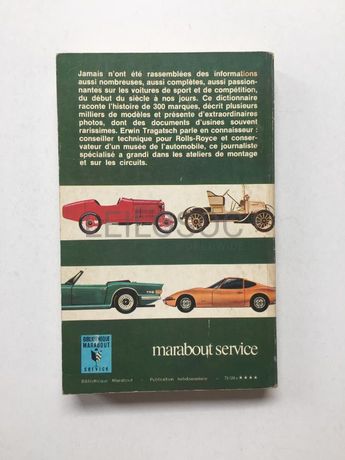 Jamais n'ont été rassemblées des informations
aussi nombreuses, aussi complètes, aussi passion-
nantes sur les voitures de sport et de compétition,
du début du siècle à nos jours. Ce dictionnaire
raconte l'histoire de 300 marques, décrit plusieurs
milliers de modèles et présente d'extraordinaires
photos, dont des documents d'usines souvent
rarissimes. Erwin Tragatsch parle en connaisseur :
conseiller technique pour Rolls-Royce et conser-
vateur d'un musée de l'automobile, ce journaliste
spécialisé a grandi dans les ateliers de montage
et sur les circuits.
BIBLIOTHEQUE
MARABOUT
SERVICE
marabout service
Bibliothèque Marabout - Publication hebdomadaire